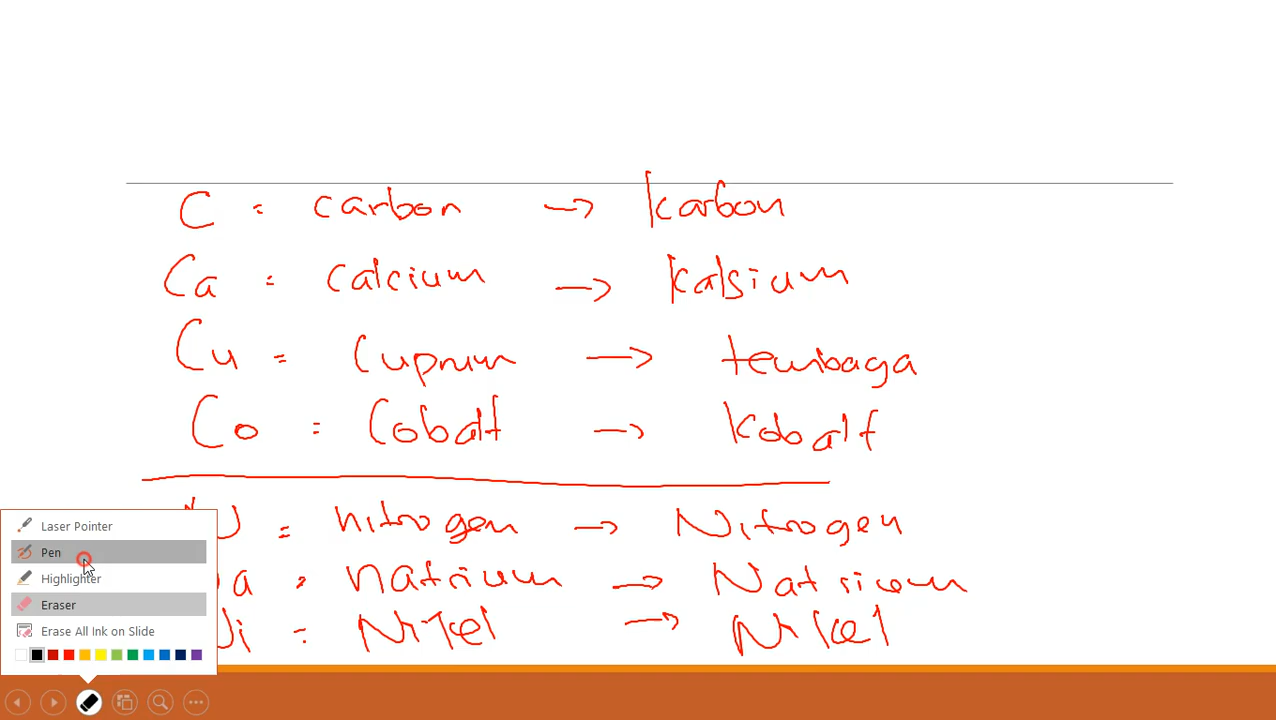 C = carbon → karbon
Ca = calcium → kalsium
Cu = Cuprum → tembaga
Co = Cobalt → kobalt
N = nitrogen → Nitrogen
a = natrium → Natrium
i = Nikel → Nikel
Laser Pointer
Pen
Highlighter
Eraser
Erase All Ink on Slide